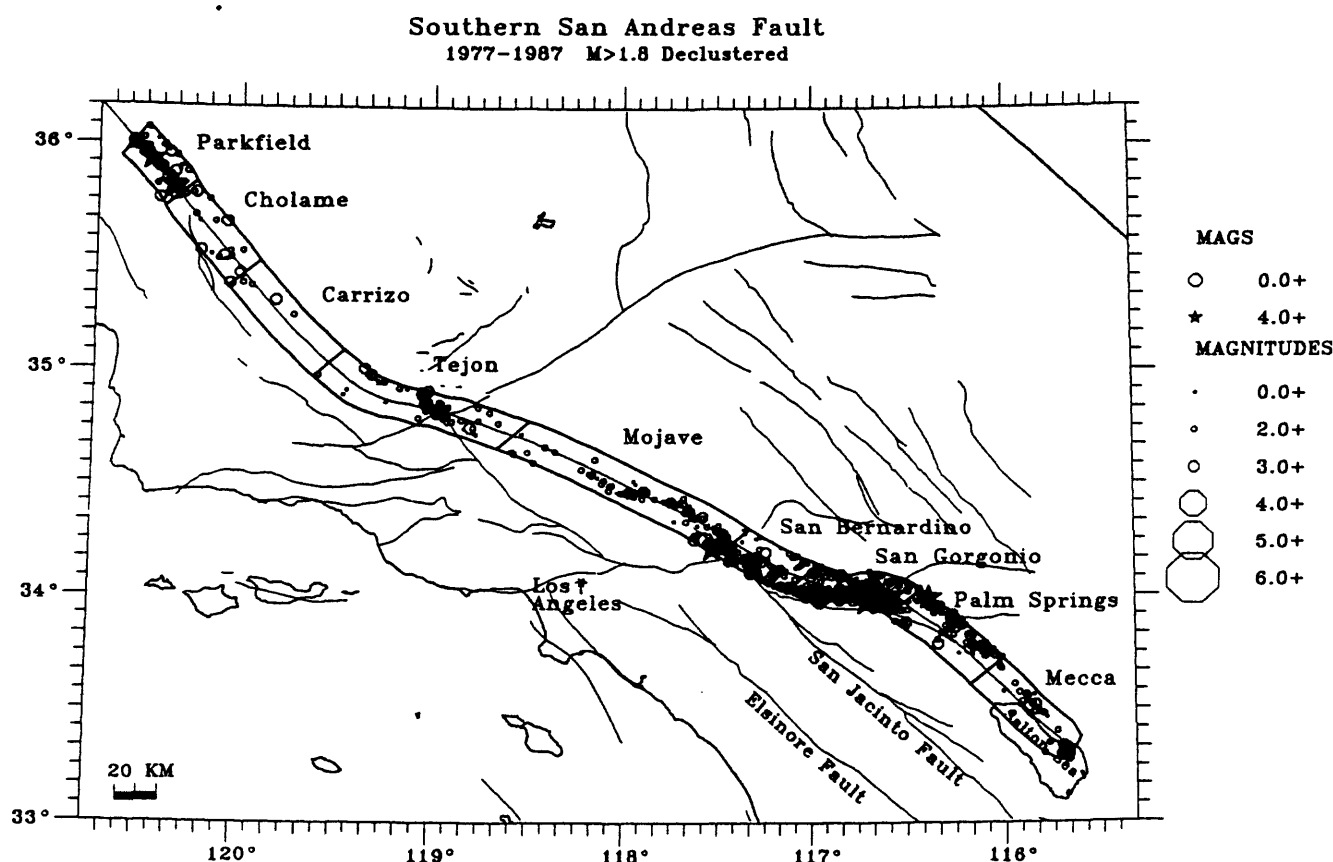 Southern San Andreas Fault
1977-1987 M>1.8 Declustered
36°
Parkfield
Cholame
Carrizo
35°
Tejon
Mojave
San Bernardino
San Gorgonio
34°
Los
Angeles
Palm Springs
Mecca
San Jacinto Fault
Elsinore Fault
Salton Sea
20 KM
33°
120°
119°
118°
117°
116°
MAGS
0.0+
4.0+
MAGNITUDES
0.0+
2.0+
3.0+
4.0+
5.0+
6.0+